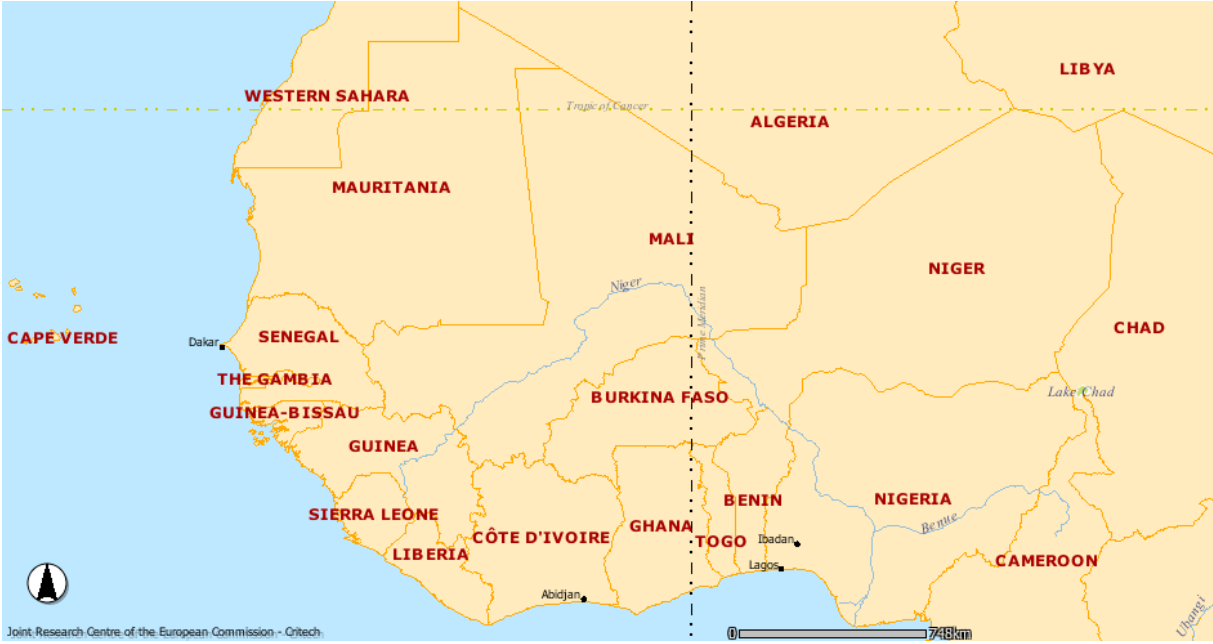 LIBYA
WESTERN SAHARA
Tropic of Cancer
ALGERIA
MAURITANIA
MALI
NIGER
Niger
Prime Meridian
CHAD
CAPE VERDE
Dakar
SENEGAL
THE GAMBIA
Lake Chad
BURKINA FASO
GUINEA-BISSAU
GUINEA
BENIN
NIGERIA
SIERRA LEONE
GHANA
Benue
CÔTE D'IVOIRE
TOGO
Ibadan
LIBERIA
CAMEROON
Lagos
Abidjan
Ubangi
Joint Research Centre of the European Commission - Critech
0 748km